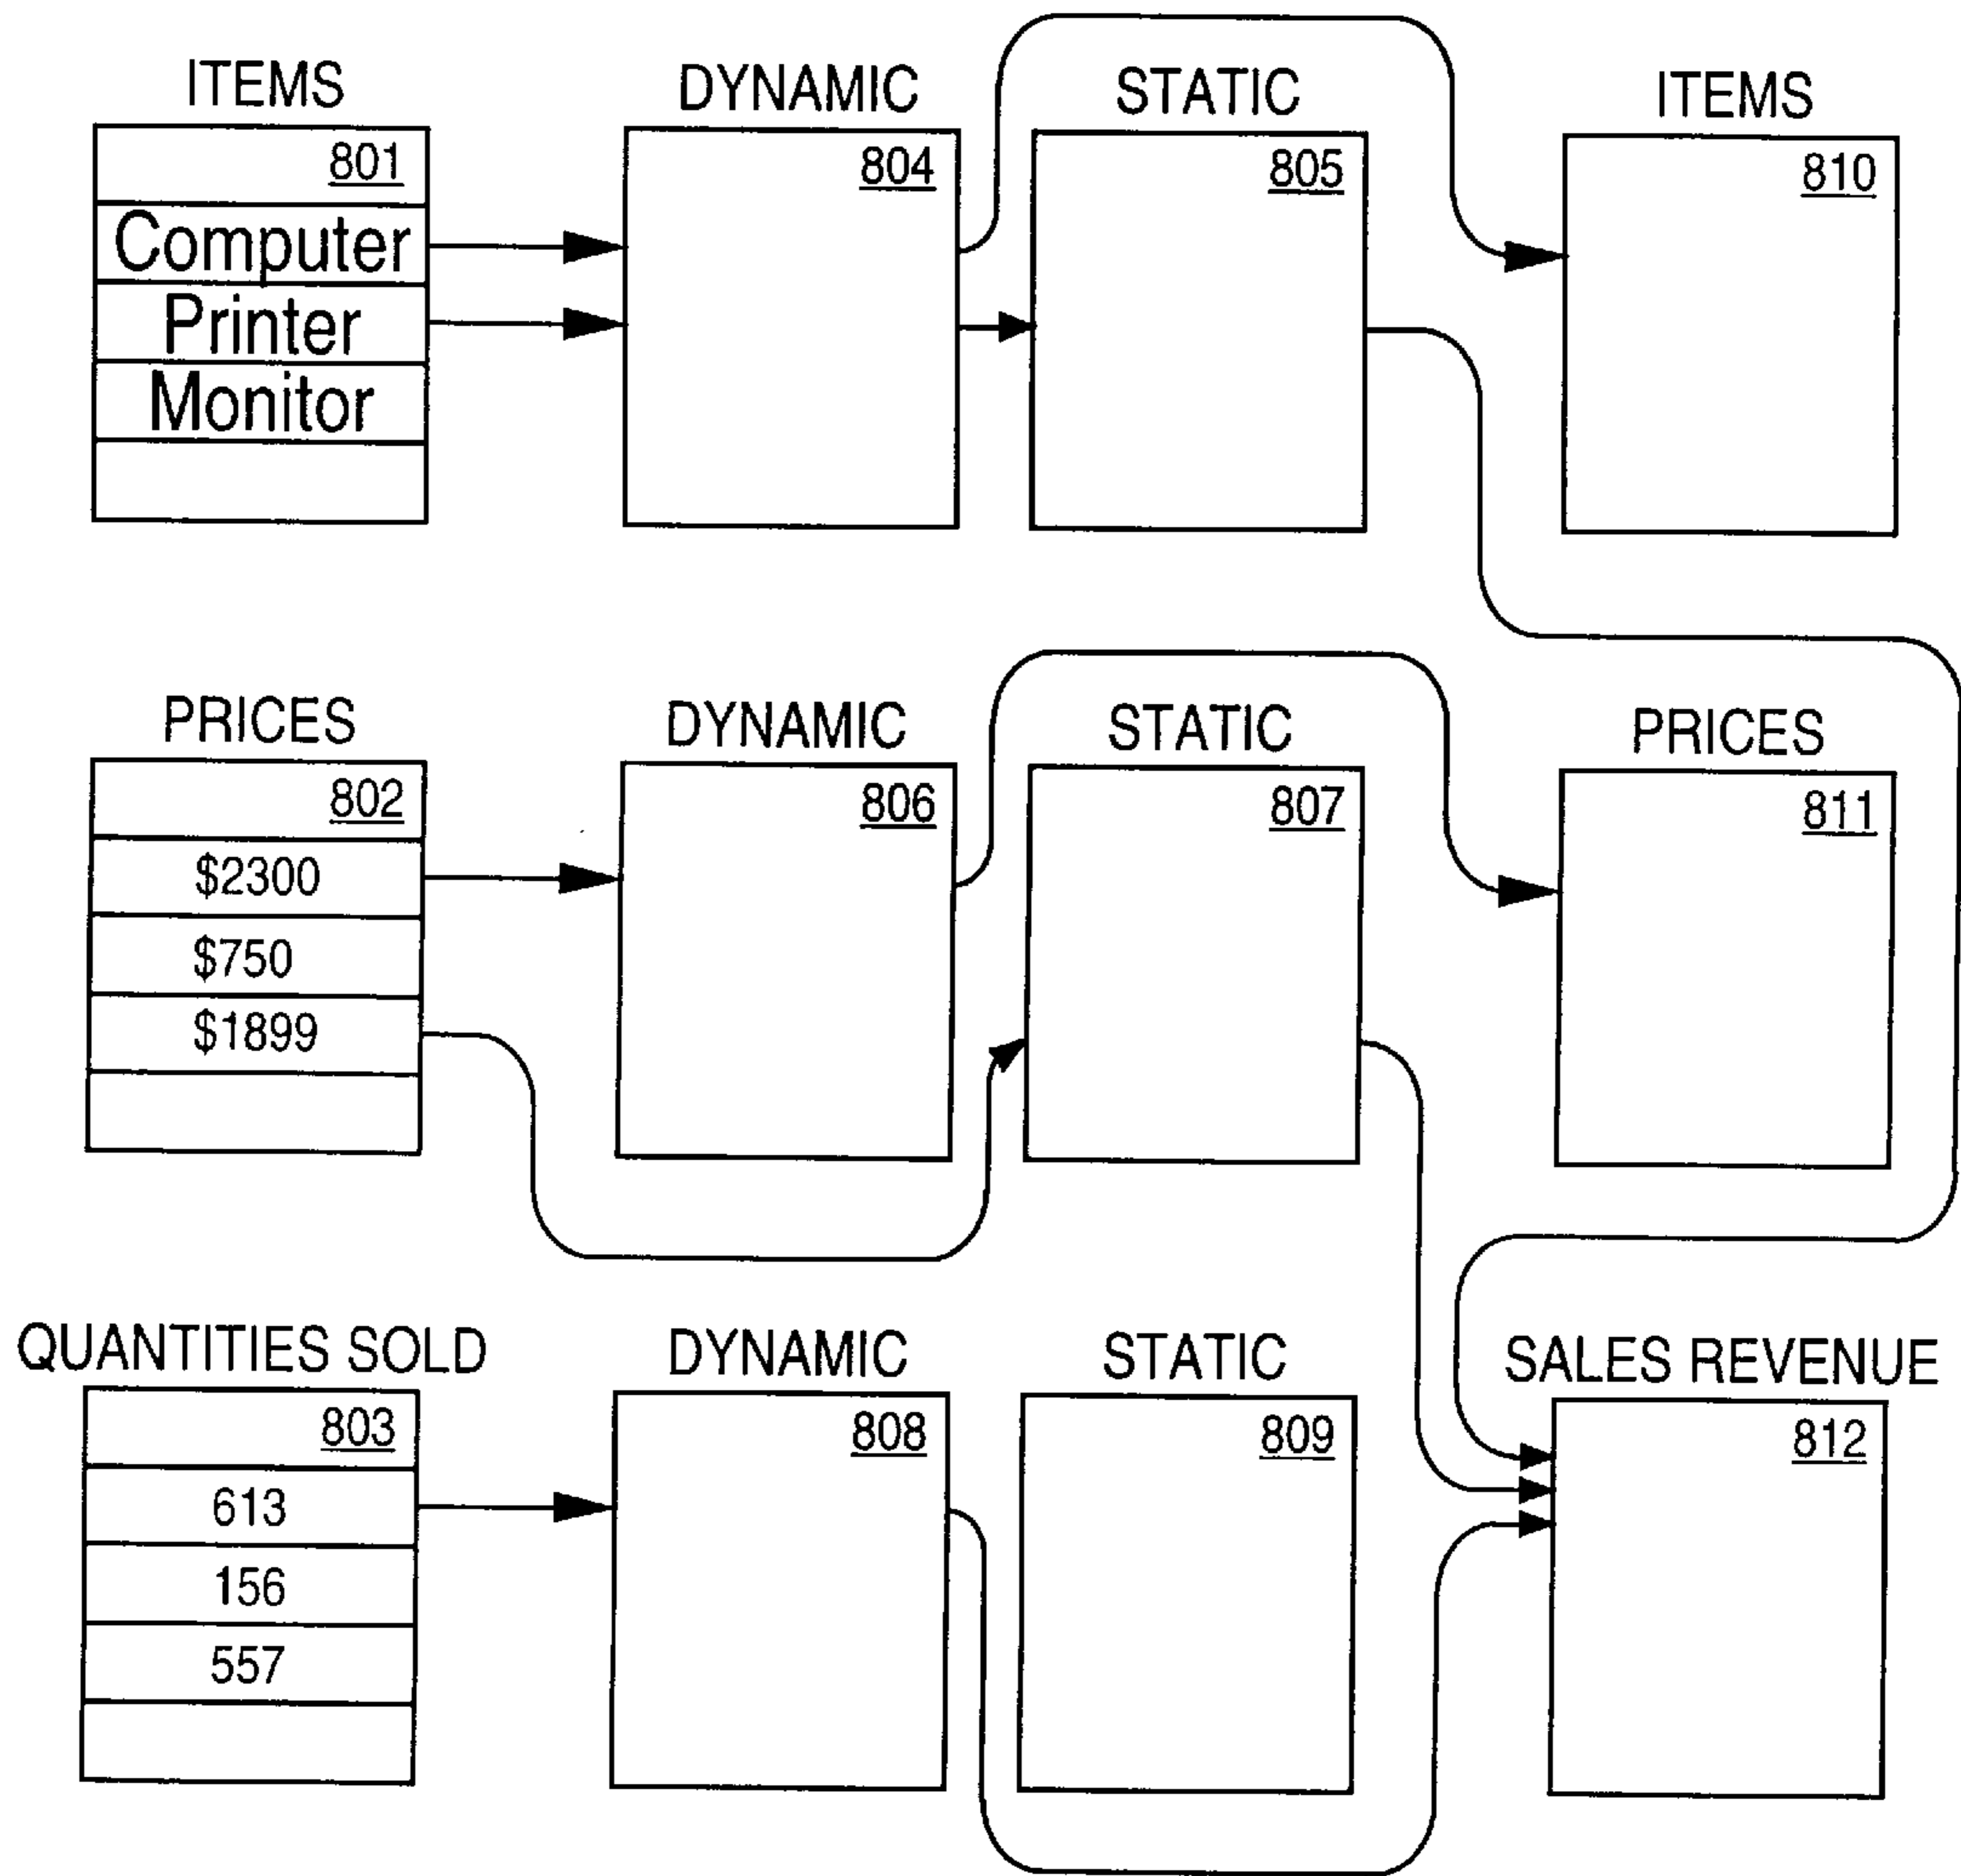 ITEMS
DYNAMIC
STATIC
ITEMS
801
804
805
810
Computer
Printer
Monitor
PRICES
DYNAMIC
STATIC
PRICES
802
806
807
811
$2300
$750
$1899
QUANTITIES SOLD
DYNAMIC
STATIC
SALES REVENUE
803
808
809
812
613
156
557